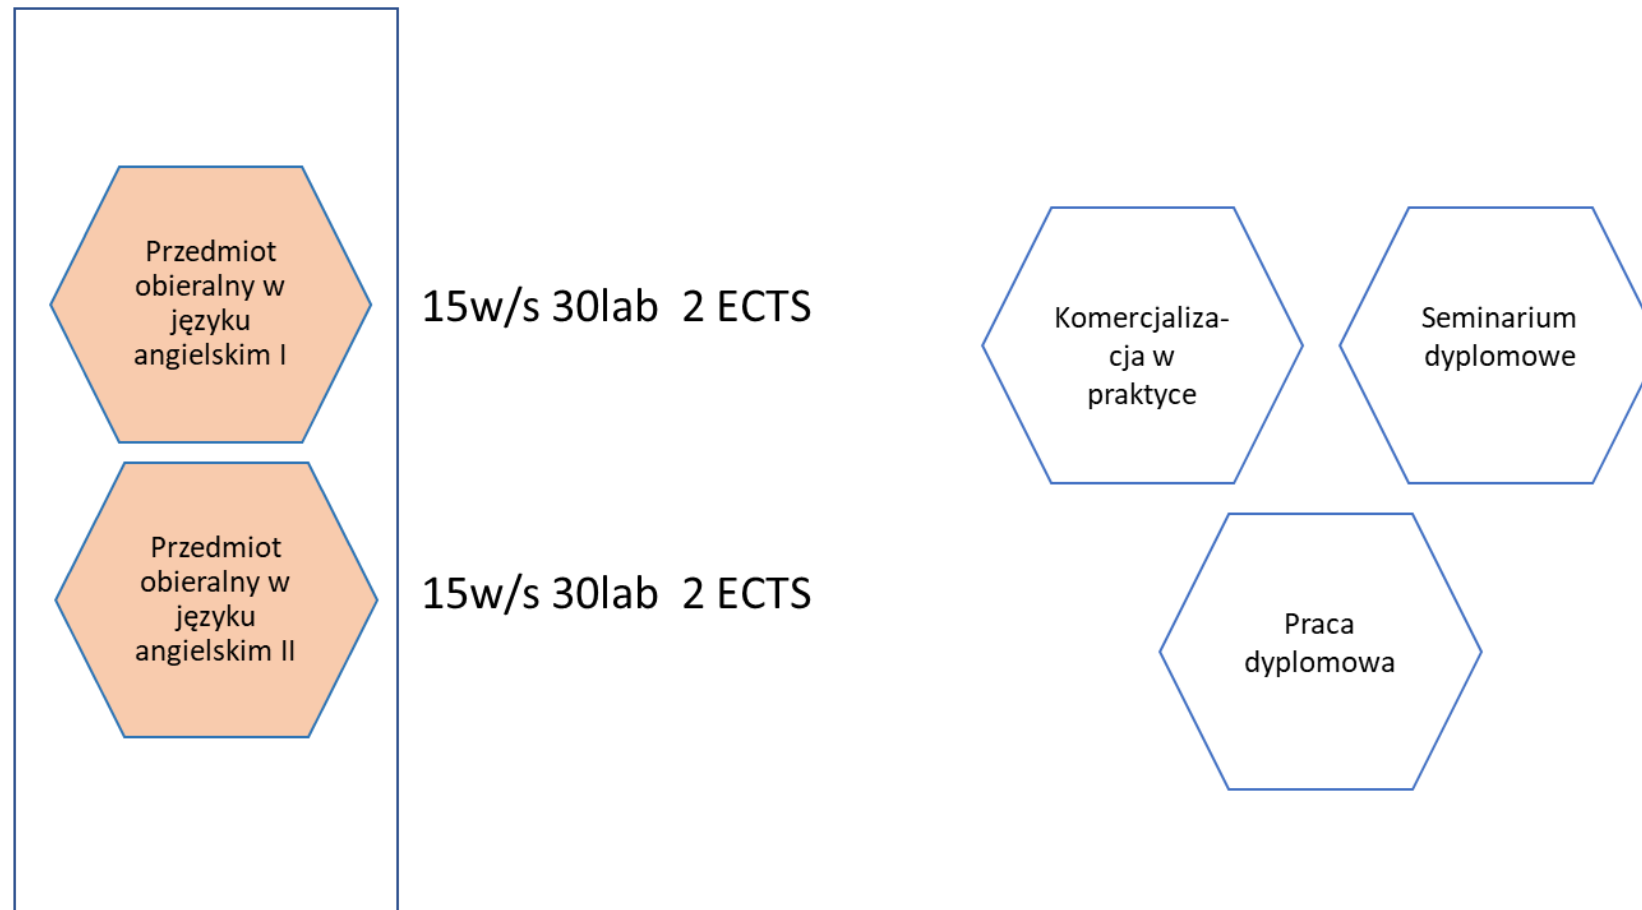 Przedmiot
obieralny w
języku
angielskim I
15w/s 30lab  2 ECTS
Przedmiot
obieralny w
języku
angielskim II
15w/s 30lab  2 ECTS
Komercjaliza-
cja w
praktyce
Seminarium
dyplomowe
Praca
dyplomowa